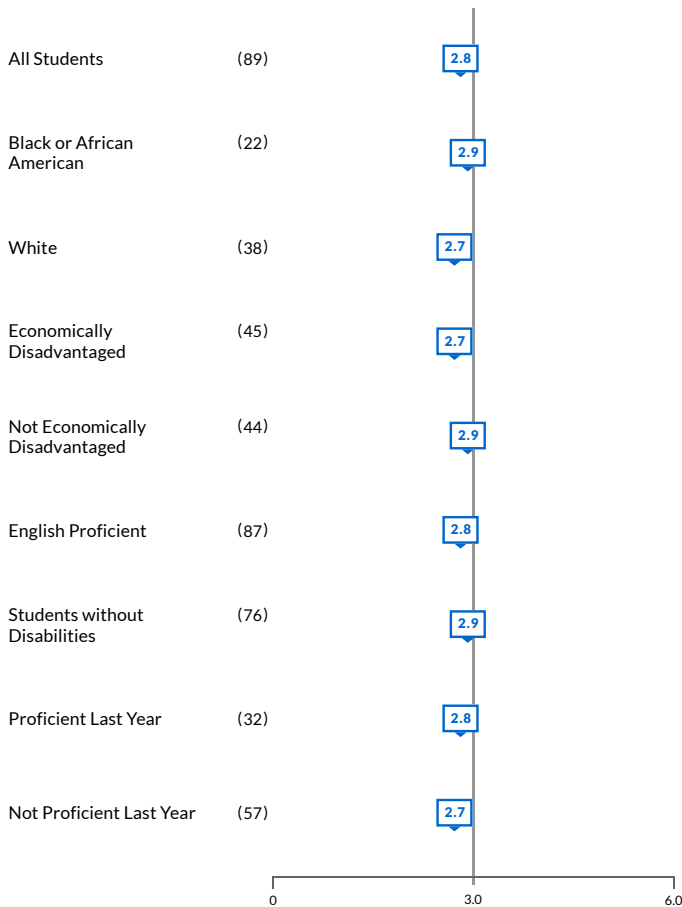 All Students (89) 2.8
Black or African (22)
American 2.9
White (38) 2.7
Economically (45)
Disadvantaged 2.7
Not Economically (44)
Disadvantaged 2.9
English Proficient (87) 2.8
Students without (76)
Disabilities 2.9
Proficient Last Year (32) 2.8
Not Proficient Last Year (57) 2.7
0 3.0 6.0